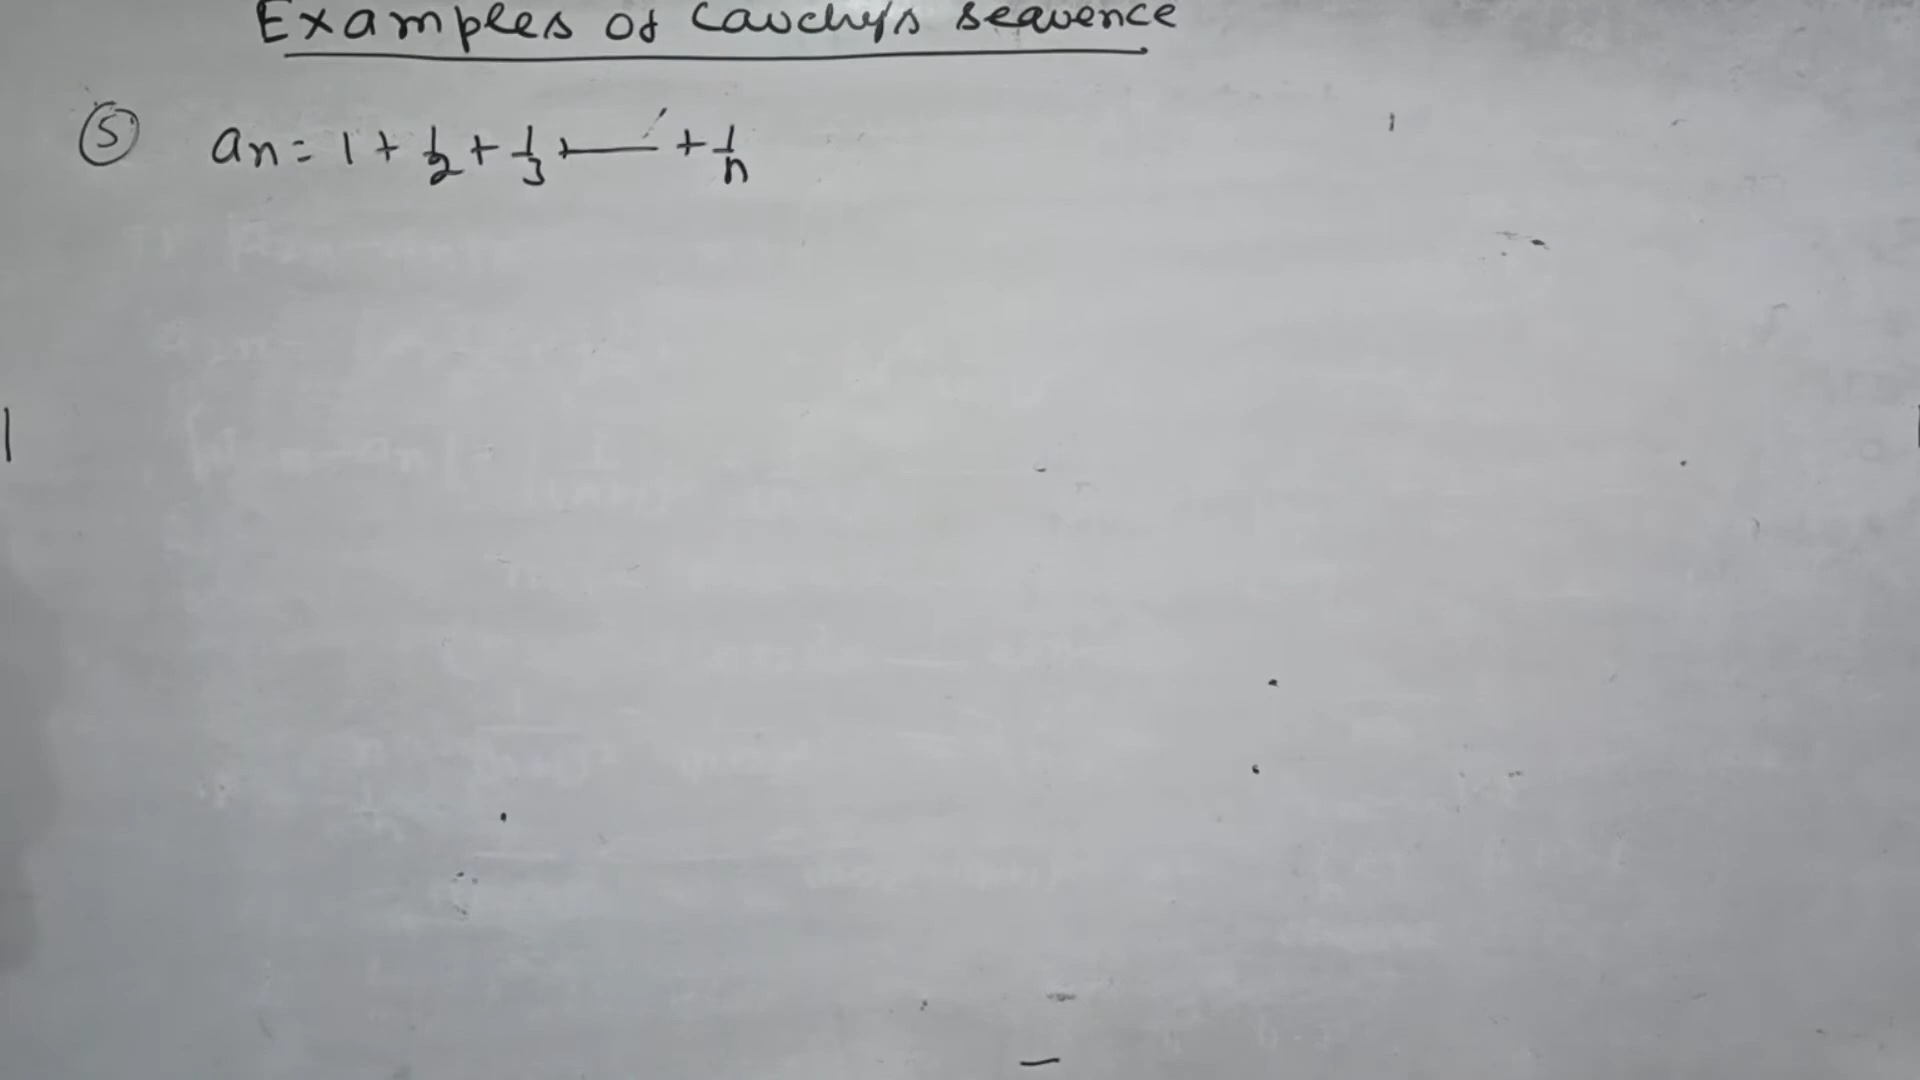 Examples of Cauchy's sequence
⑤ an = 1 + 1/2 + 1/3 + — + 1/n